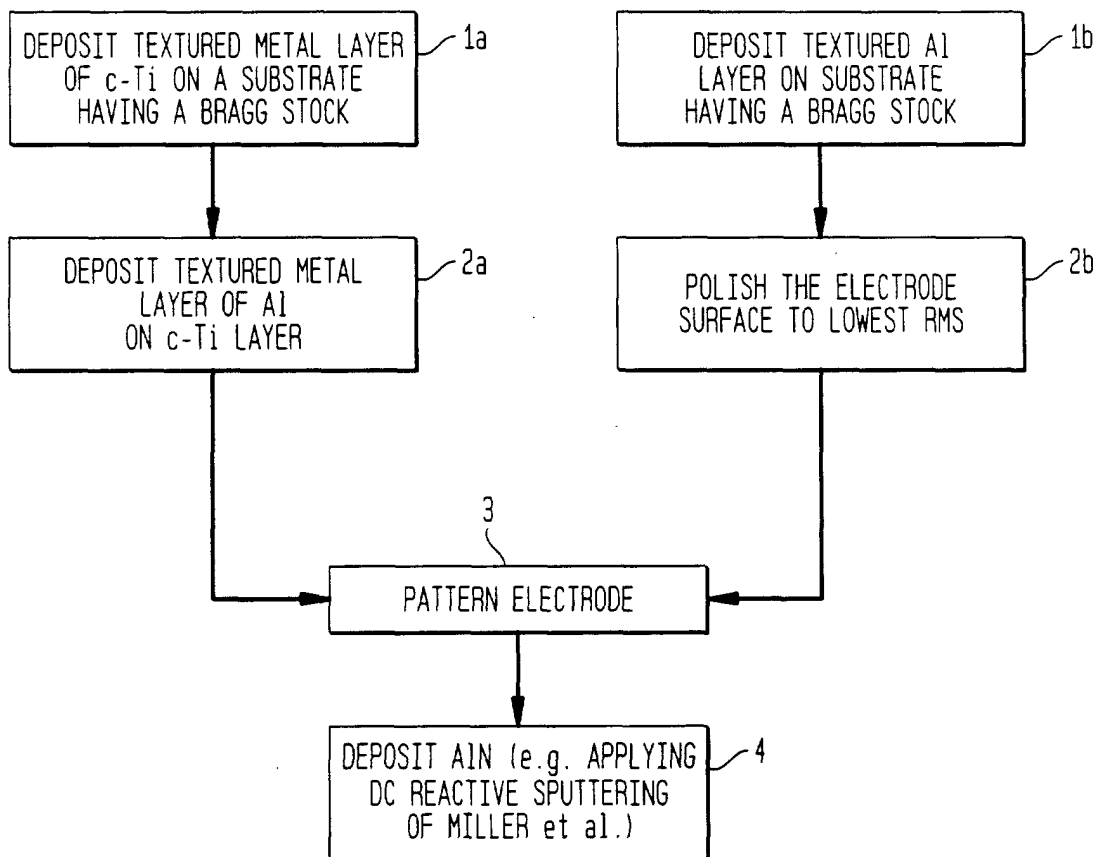 DEPOSIT TEXTURED METAL LAYER
OF c-Ti ON A SUBSTRATE
HAVING A BRAGG STOCK
1a
DEPOSIT TEXTURED Al
LAYER ON SUBSTRATE
HAVING A BRAGG STOCK
1b
DEPOSIT TEXTURED METAL
LAYER OF Al
ON c-Ti LAYER
2a
POLISH THE ELECTRODE
SURFACE TO LOWEST RMS
2b
3
PATTERN ELECTRODE
DEPOSIT AlN (e.g. APPLYING
DC REACTIVE SPUTTERING
OF MILLER et al.)
4